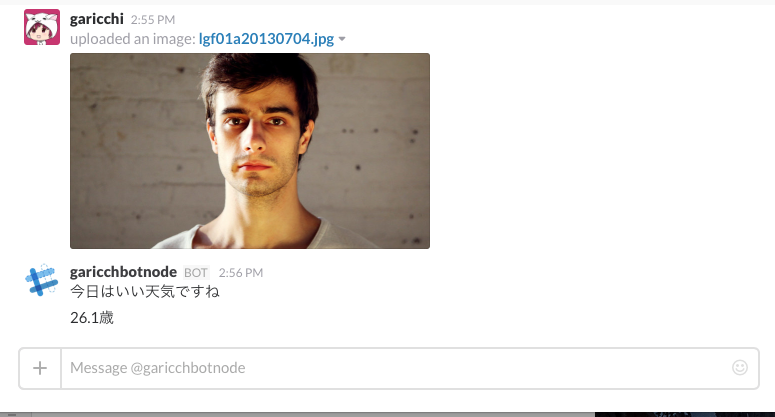 garicchi 2:55 PM
uploaded an image: lgf01a20130704.jpg
garicchbotnode BOT 2:56 PM
今日はいい天気ですね
26.1歳
Message @garicchbotnode